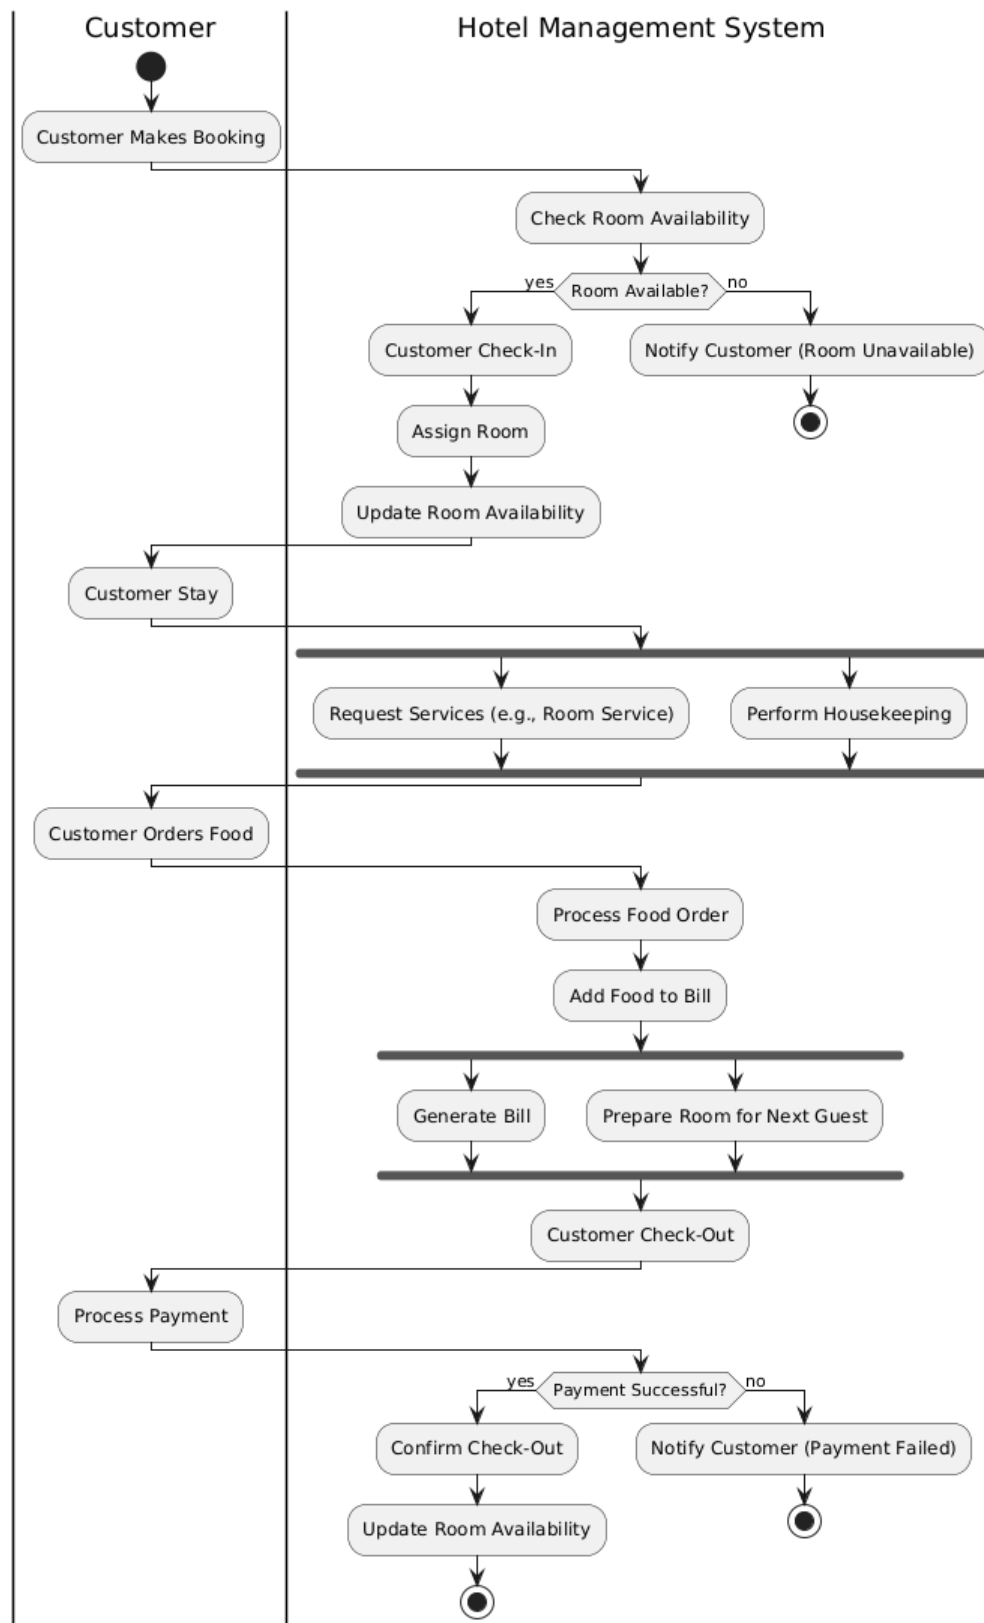 Customer
Hotel Management System
Customer Makes Booking
Check Room Availability
yes
Room Available?
no
Customer Check-In
Notify Customer (Room Unavailable)
Assign Room
Update Room Availability
Customer Stay
Request Services (e.g., Room Service)
Perform Housekeeping
Customer Orders Food
Process Food Order
Add Food to Bill
Generate Bill
Prepare Room for Next Guest
Customer Check-Out
Process Payment
yes
Payment Successful?
no
Confirm Check-Out
Notify Customer (Payment Failed)
Update Room Availability